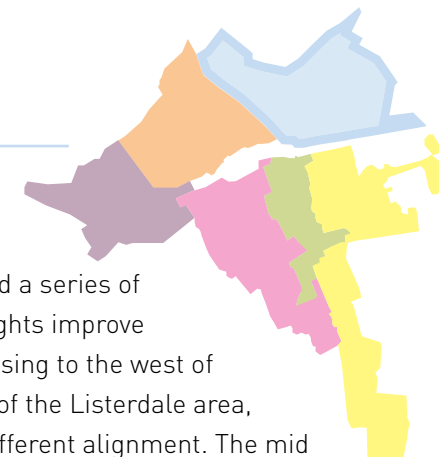 d a series of
ghts improve
sing to the west of
of the Listerdale area,
fferent alignment. The mid